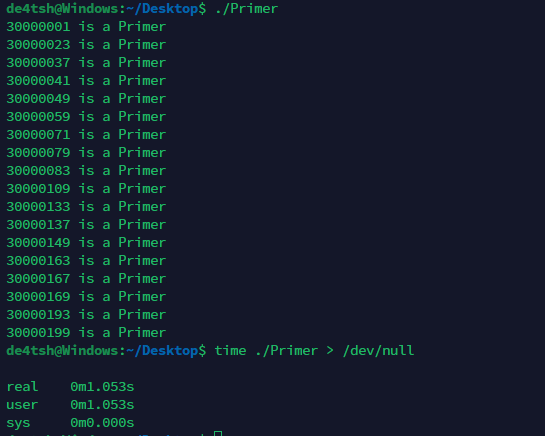 de4tsh@Windows:~/Desktop$ ./Primer
30000001 is a Primer
30000023 is a Primer
30000037 is a Primer
30000041 is a Primer
30000049 is a Primer
30000059 is a Primer
30000071 is a Primer
30000079 is a Primer
30000083 is a Primer
30000109 is a Primer
30000133 is a Primer
30000137 is a Primer
30000149 is a Primer
30000163 is a Primer
30000167 is a Primer
30000169 is a Primer
30000193 is a Primer
30000199 is a Primer
de4tsh@Windows:~/Desktop$ time ./Primer > /dev/null
real 0m1.053s
user 0m1.053s
sys 0m0.000s